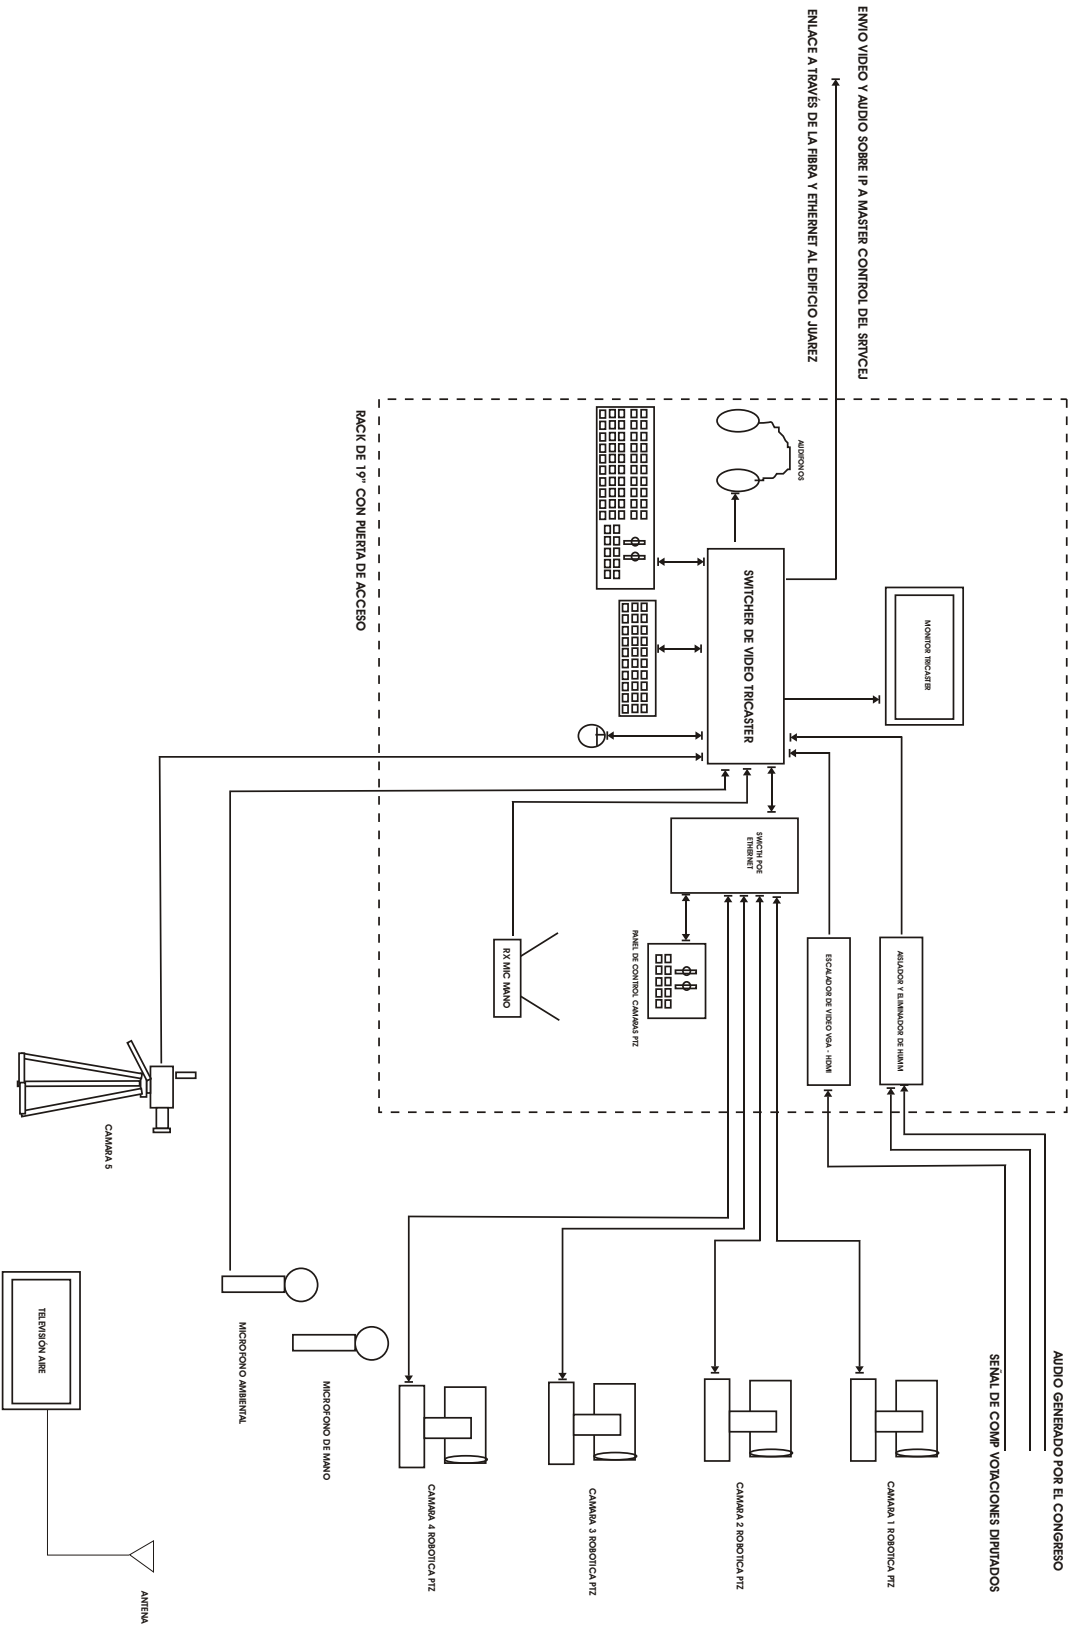 AUDIO GENERADO POR EL CONGRESO
SEÑAL DE COMP VOTACIONES DIPUTADOS
CAMARA 1 ROBOTICA PTZ
CAMARA 2 ROBOTICA PTZ
CAMARA 3 ROBOTICA PTZ
CAMARA 4 ROBOTICA PTZ
MICROFONO DE MANO
MICROFONO AMBIENTAL
ANTENA
TELEVISIÓN AIRE
CAMARA 5
AISLADOR Y ELIMINADOR DE HUMM
ESCALADOR DE VIDEO VGA - HDMI
PANEL DE CONTROL CAMARAS PTZ
RX MIC MANO
SWICTH POE
ETHERNET
MONITOR TRICASTER
SWITCHER DE VIDEO TRICASTER
AUDIFONOS
RACK DE 19" CON PUERTA DE ACCESO
ENVIO VIDEO Y AUDIO SOBRE IP A MASTER CONTROL DEL SRTVCEJ
ENLACE A TRAVÉS DE LA FIBRA Y ETHERNET AL EDIFICIO JUAREZ